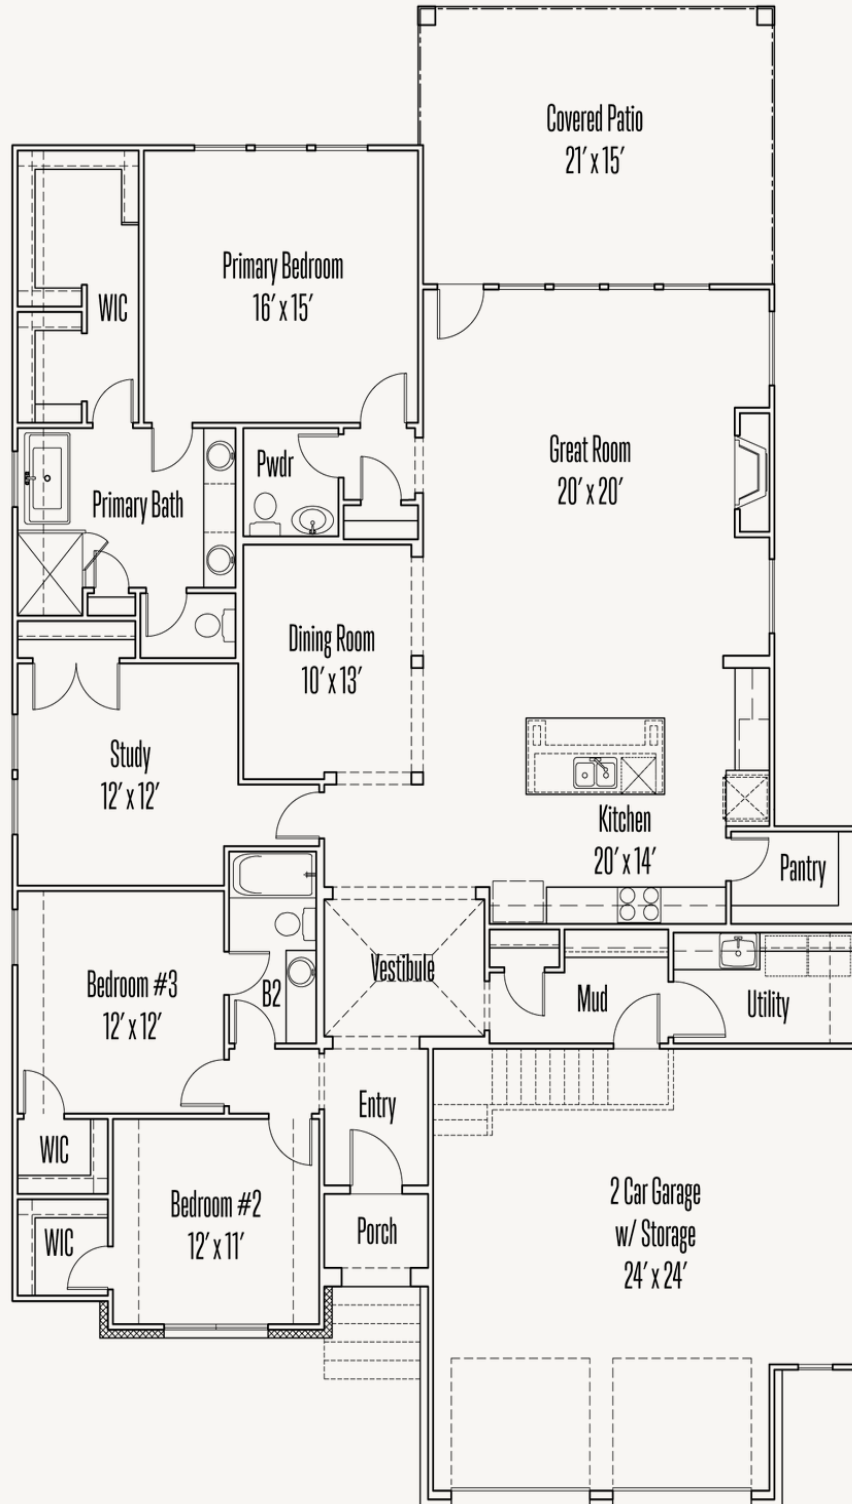 Covered Patio
21' x 15'
Primary Bedroom
16' x 15'
WIC
Great Room
20' x 20'
Pwdr
Primary Bath
Dining Room
10' x 13'
Study
12' x 12'
Kitchen
20' x 14'
Pantry
Vestibule
Bedroom #3
12' x 12'
B2
Mud
Utility
Entry
WIC
Bedroom #2
12' x 11'
WIC
Porch
2 Car Garage
w/ Storage
24' x 24'